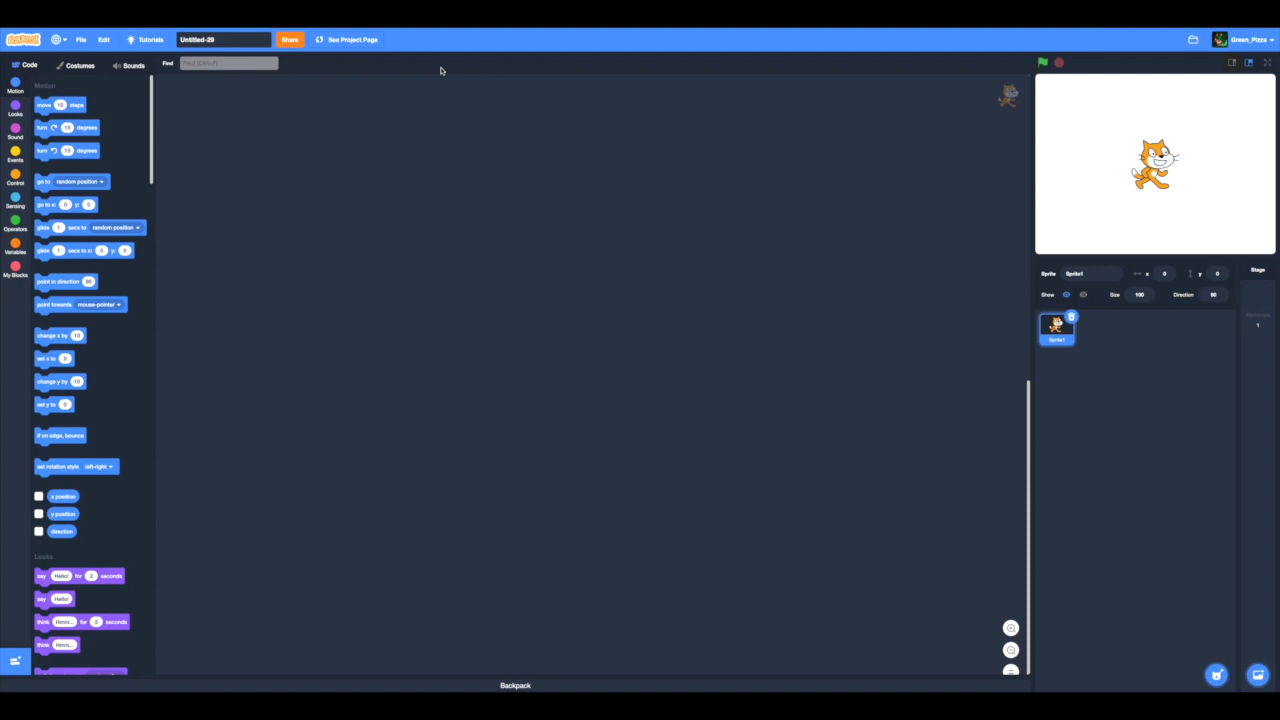 SCRATCH File Edit Tutorials Untitled-29 Share See Project Page Green_Pizza
Code Costumes Sounds Find Find (Ctrl+F)
Motion
Looks
Sound
Events
Control
Sensing
Operators
Variables
My Blocks
Motion
move 10 steps
turn 15 degrees
turn 15 degrees
go to random position
go to x: 0 y: 0
glide 1 secs to random position
glide 1 secs to x: 0 y: 0
point in direction 90
point towards mouse-pointer
change x by 10
set x to 0
change y by 10
set y to 0
if on edge, bounce
set rotation style left-right
x position
y position
direction
Looks
say Hello! for 2 seconds
say Hello!
think Hmm... for 2 seconds
think Hmm...
Sprite Sprite1 x 0 y 0
Show Size 100 Direction 90
Sprite1
Stage
Backdrops
1
Backpack